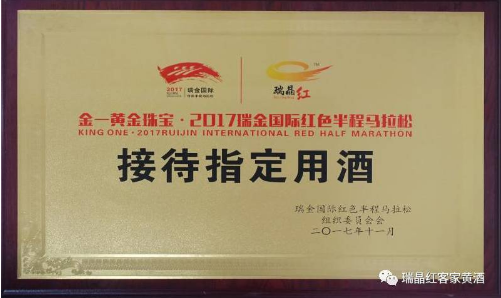 2017
瑞金国际
瑞晶红
金一黄金珠宝·2017瑞金国际红色半程马拉松
KING ONE·2017RUIJIN INTERNATIONAL RED HALF MARATHON
接待指定用酒
瑞金国际红色半程马拉松
组织委员会
二〇一七年十一月
瑞晶红客家黄酒